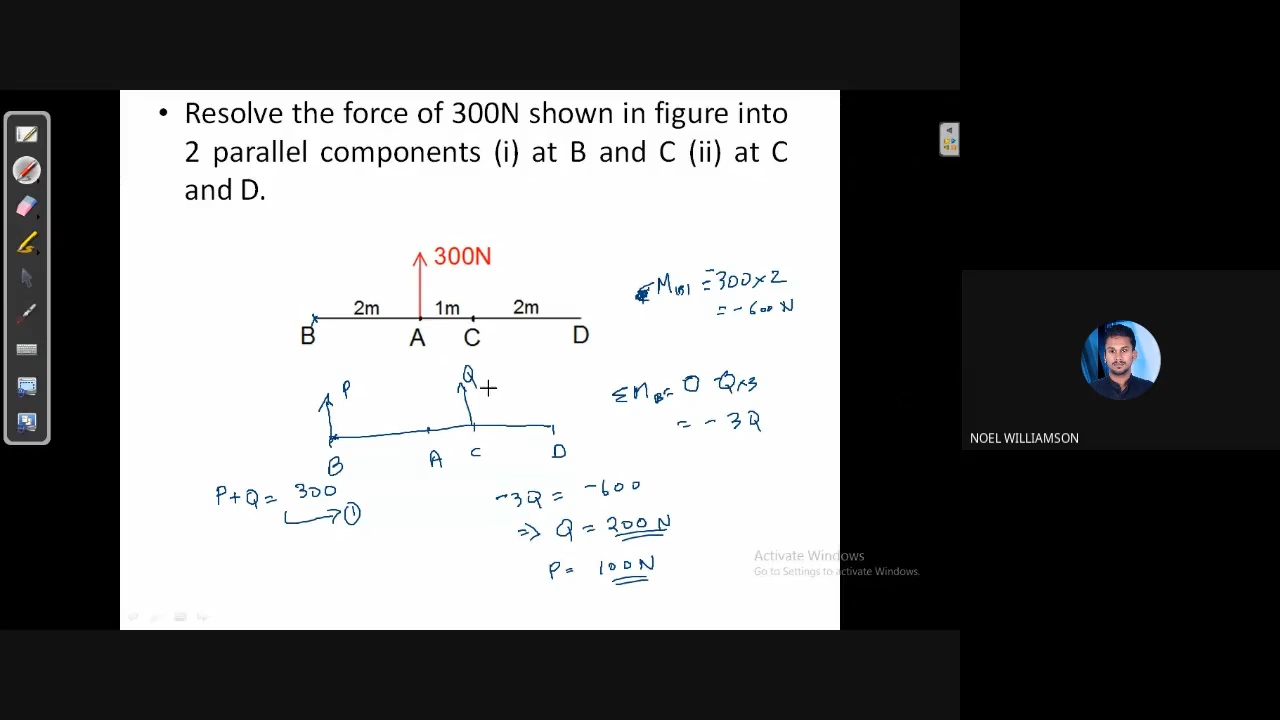 • Resolve the force of 300N shown in figure into
2 parallel components (i) at B and C (ii) at C
and D.
300N
2m 1m 2m
B A C D
ΣM(B) = -300×2
= -600 N
P Q
B A C D
ΣM_B = 0 Q×3
= -3Q
P+Q = 300
①
-3Q = -600
⇒ Q = 200 N
P = 100N
Activate Windows
Go to Settings to activate Windows.
NOEL WILLIAMSON